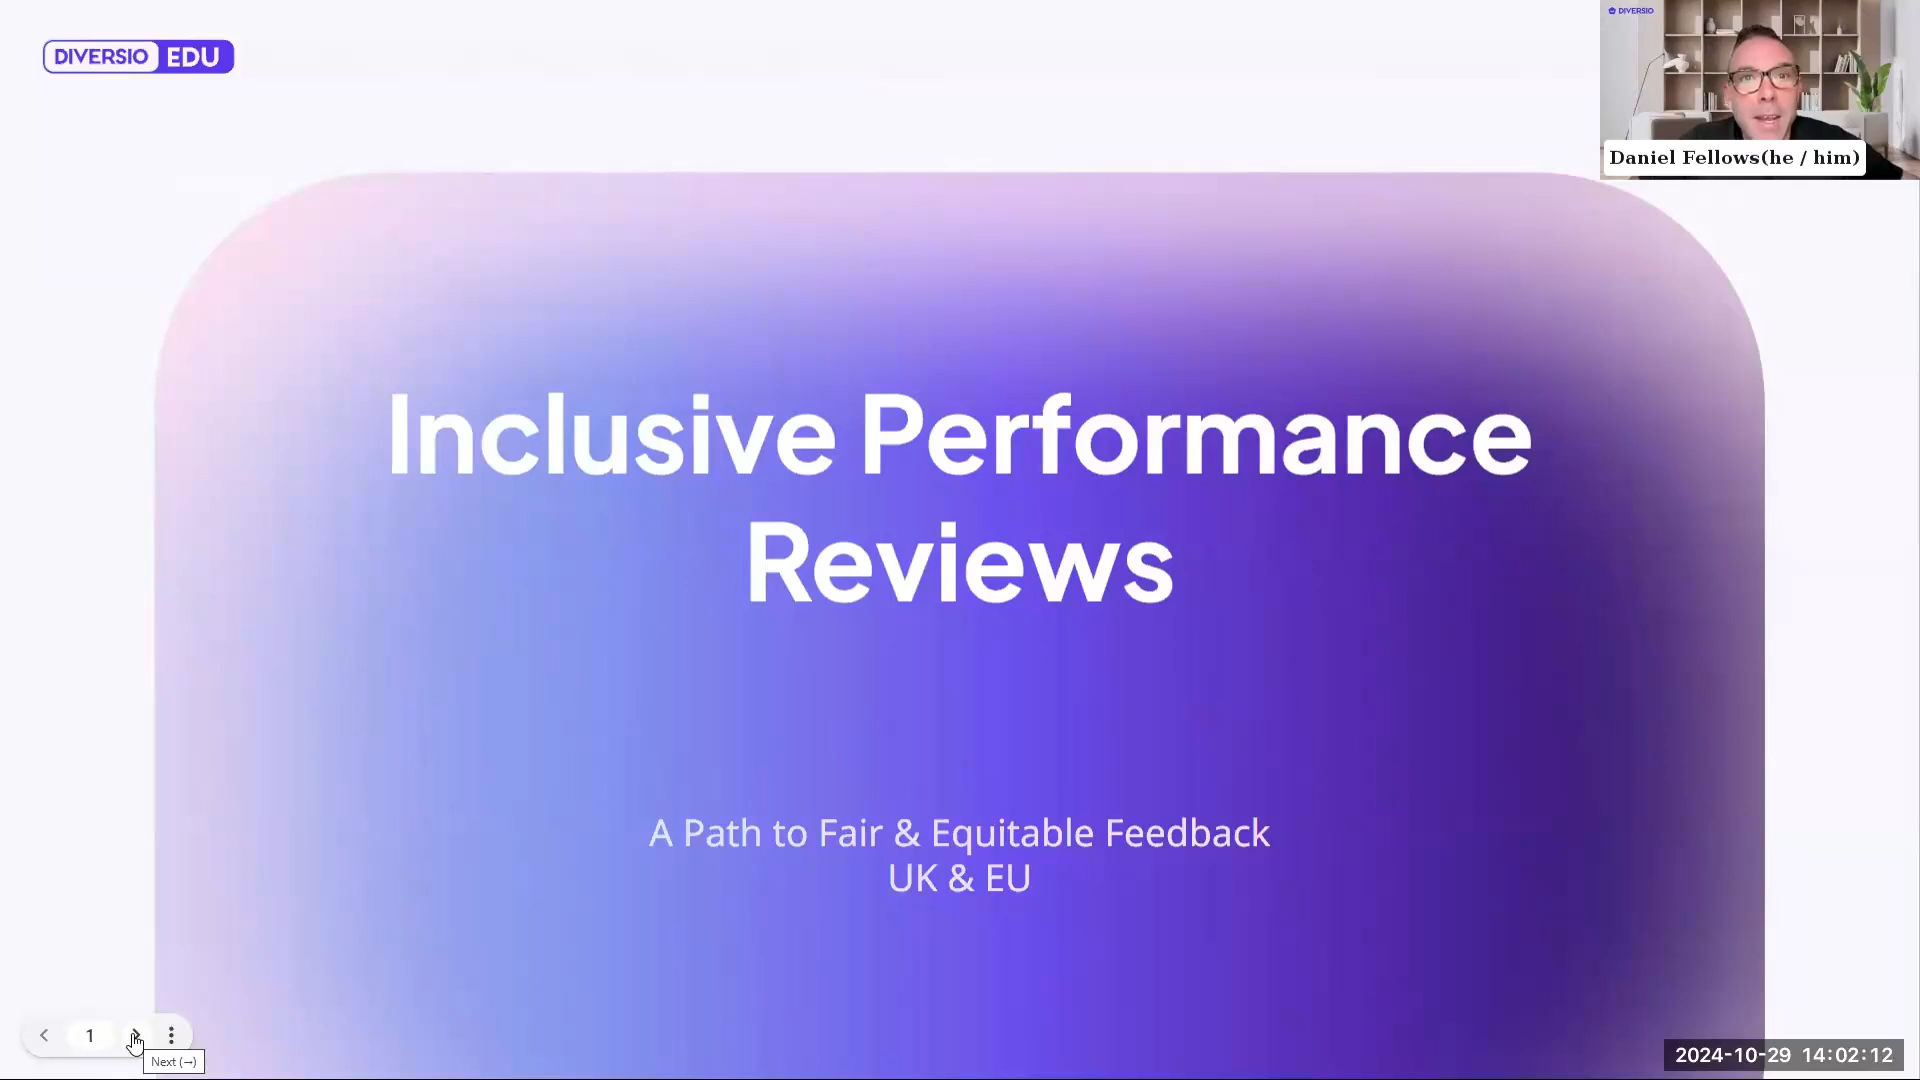 DIVERSIO EDU
DIVERSIO
Daniel Fellows(he / him)
Inclusive Performance
Reviews
A Path to Fair & Equitable Feedback
UK & EU
1
Next (→)
2024-10-29 14:02:12